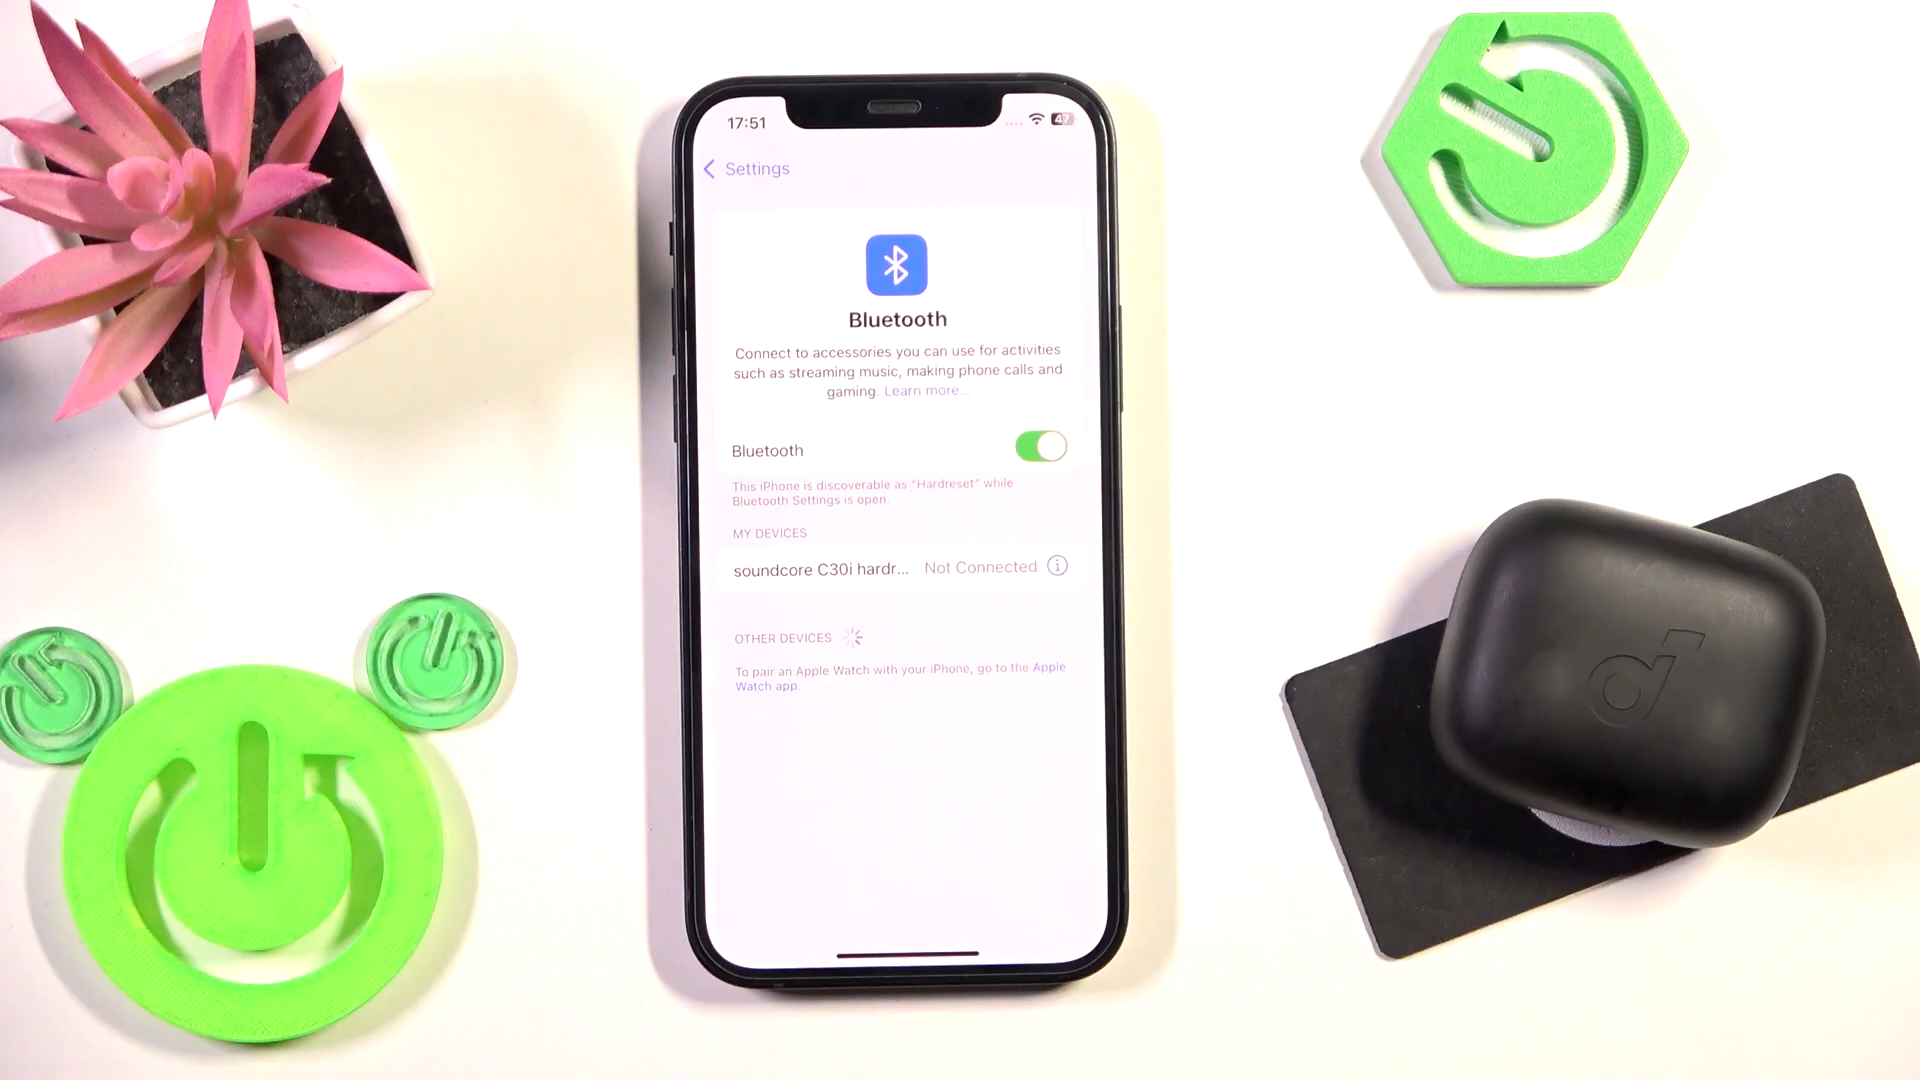 17:51
47
Settings
Bluetooth
Connect to accessories you can use for activities
such as streaming music, making phone calls and
gaming. Learn more...
Bluetooth
This iPhone is discoverable as "Hardreset" while
Bluetooth Settings is open.
MY DEVICES
soundcore C30i hardr... Not Connected
OTHER DEVICES
To pair an Apple Watch with your iPhone, go to the Apple
Watch app.